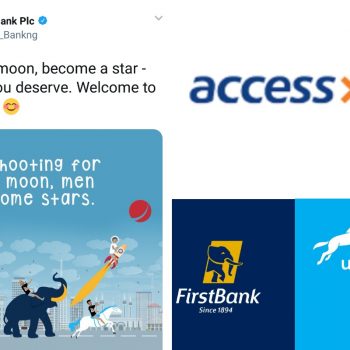 ank Plc
_Bankng
moon, become a star -
ou deserve. Welcome to
hooting for
moon, men
ome stars.
access
FirstBank
Since 1894
u